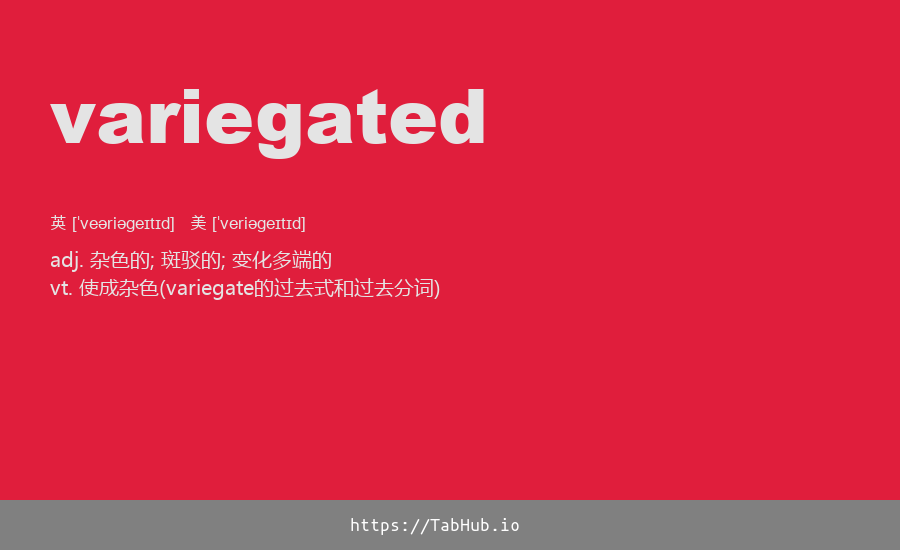 variegated
英 [ˈveəriəɡeɪtɪd] 美 [ˈveriəɡeɪtɪd]
adj. 杂色的; 斑驳的; 变化多端的
vt. 使成杂色(variegate的过去式和过去分词)
https://TabHub.io